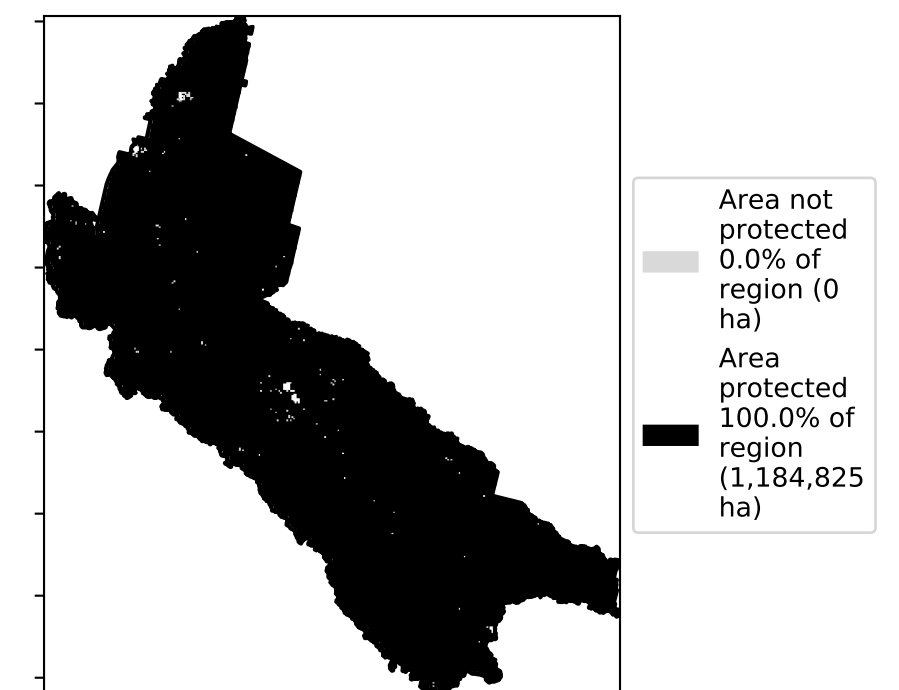 Area not
protected
0.0% of
region (0
ha)
Area
protected
100.0% of
region
(1,184,825
ha)